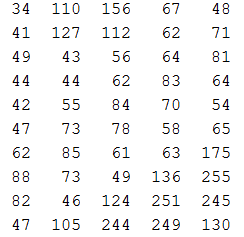 34 110 156 67 48
41 127 112 62 71
49 43 56 64 81
44 44 62 83 64
42 55 84 70 54
47 73 78 58 65
62 85 61 63 175
88 73 49 136 255
82 46 124 251 245
47 105 244 249 130